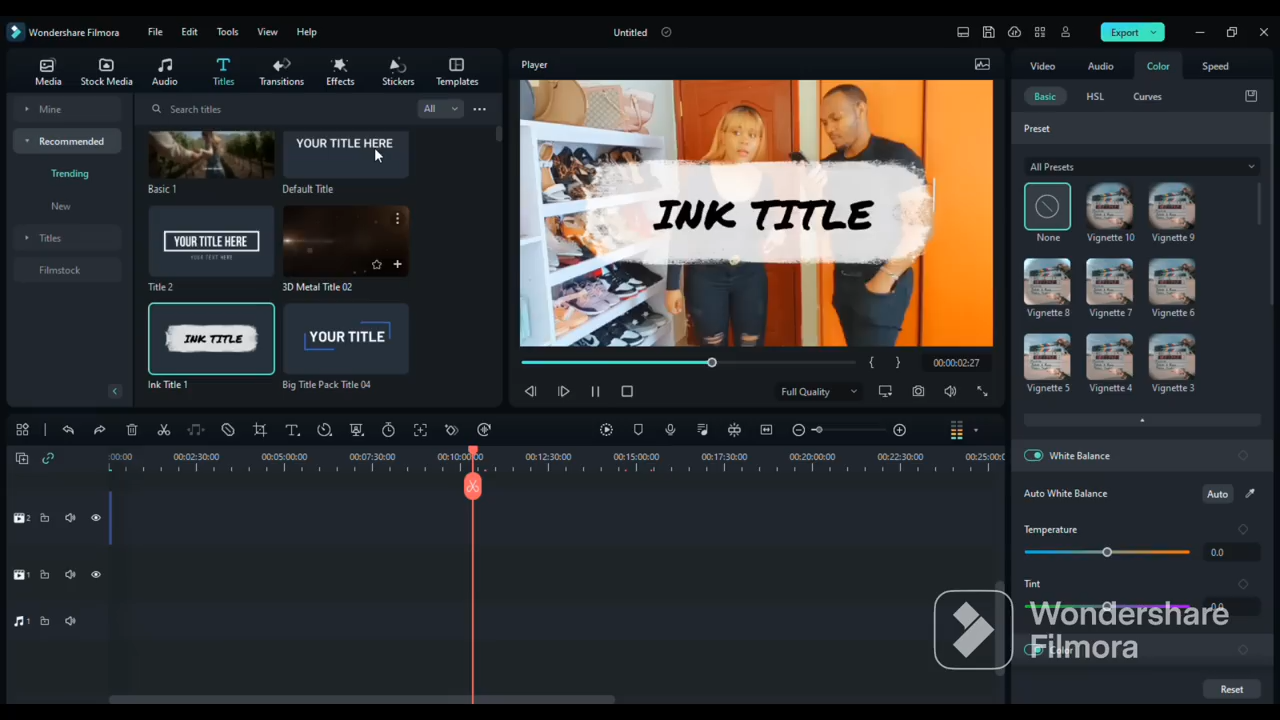 Wondershare Filmora File Edit View Tools Help Untitled Export
Media Stock Media Audio Titles Transitions Effects Stickers Templates
Player
Video Audio Color Speed
Mine
Search titles
All
Basic HSL Curves
Recommended
YOUR TITLE HERE
Preset
Trending
Basic 1
Default Title
All Presets
New
None
Vignette 10
Vignette 9
Titles
YOUR TITLE HERE
YOUR TEXT HERE
Filmstock
Title 2
3D Metal Title 02
INK TITLE
Vignette 8
Vignette 7
Vignette 6
INK TITLE
YOUR TITLE
Ink Title 1
Big Title Pack Title 04
{ } 00:00:02:27
Full Quality
Vignette 5
Vignette 4
Vignette 3
:00:00 00:02:30:00 00:05:00:00 00:07:30:00 00:10:00:00 00:12:30:00 00:15:00:00 00:17:30:00 00:20:00:00 00:22:30:00 00:25:00:0
White Balance
Auto White Balance
Auto
Temperature
0.0
Tint
0.0
Color
2
1
1
Wondershare
Filmora
Reset